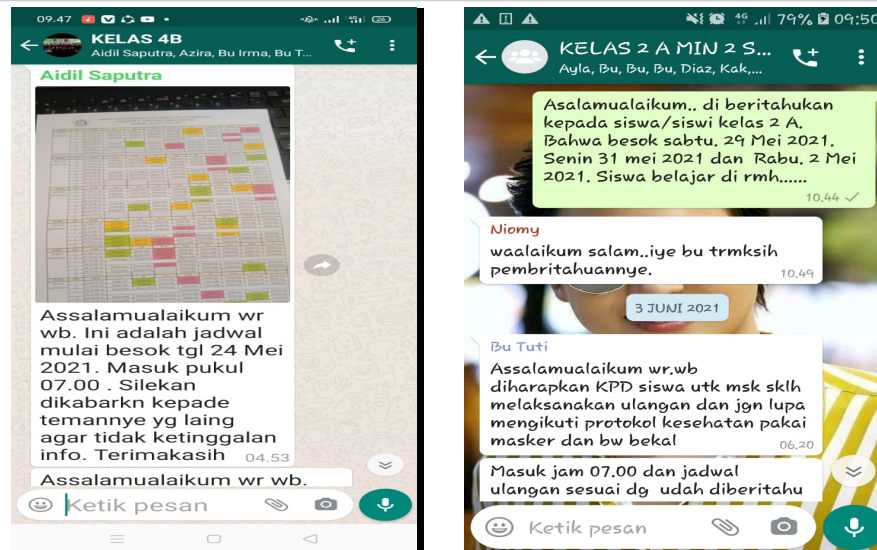 09.47
26
KELAS 4B
Aidil Saputra, Azira, Bu Irma, Bu T...
Aidil Saputra
Assalamualaikum wr
wb. Ini adalah jadwal
mulai besok tgl 24 Mei
2021. Masuk pukul
07.00 . Silekan
dikabarkn kepade
temannye yg laing
agar tidak ketinggalan
info. Terimakasih 04.53
Assalamualaikum wr wb.
Ketik pesan
4G 79% 09:50
KELAS 2 A MIN 2 S...
Ayla, Bu, Bu, Bu, Diaz, Kak,...
Asalamualaikum.. di beritahukan
kepada siswa/siswi kelas 2 A.
Bahwa besok sabtu. 29 Mei 2021.
Senin 31 mei 2021 dan Rabu. 2 Mei
2021. Siswa belajar di rmh......
10.44
Niomy
waalaikum salam..iye bu trmksih
pembritahuannye. 10.49
3 JUNI 2021
Bu Tuti
Assalamualaikum wr.wb
diharapkan KPD siswa utk msk sklh
melaksanakan ulangan dan jgn lupa
mengikuti protokol kesehatan pakai
masker dan bw bekal 06.20
Masuk jam 07.00 dan jadwal
ulangan sesuai dg udah diberitahu
Ketik pesan